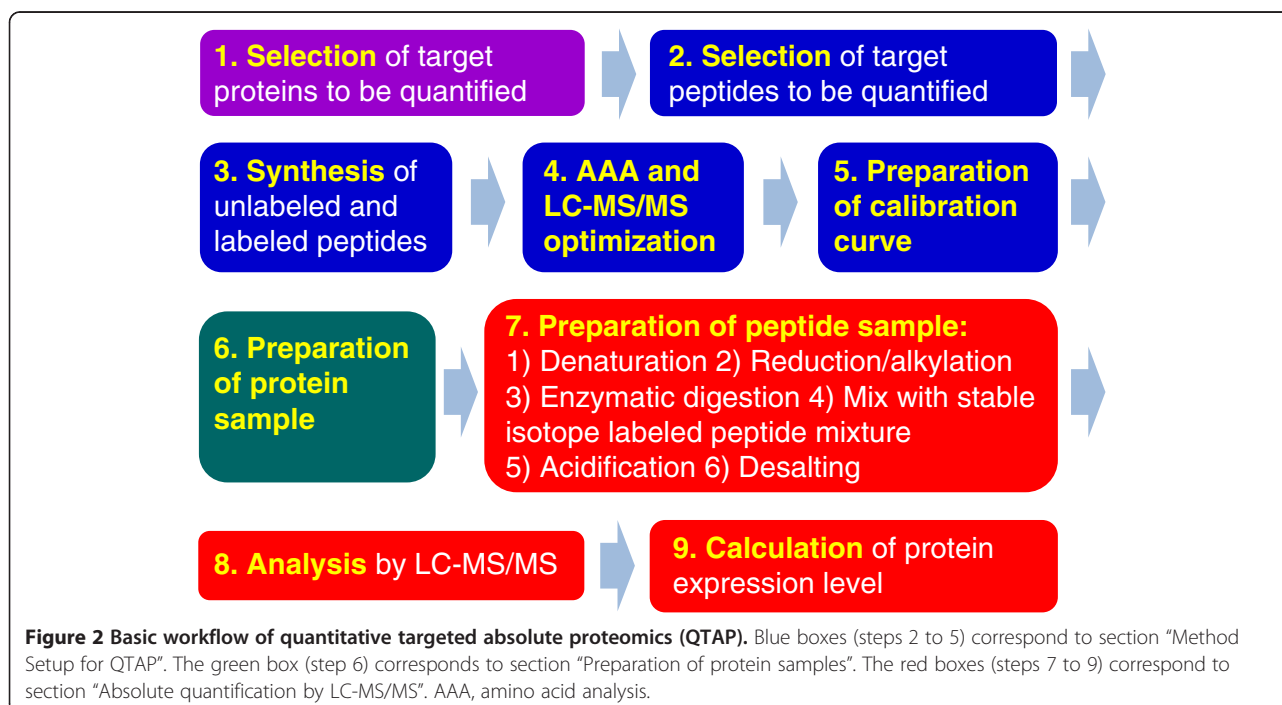 1. Selection of target
proteins to be quantified
2. Selection of target
peptides to be quantified
3. Synthesis of
unlabeled and
labeled peptides
4. AAA and
LC-MS/MS
optimization
5. Preparation
of calibration
curve
6. Preparation
of protein
sample
7. Preparation of peptide sample:
1) Denaturation 2) Reduction/alkylation
3) Enzymatic digestion 4) Mix with stable
isotope labeled peptide mixture
5) Acidification 6) Desalting
8. Analysis by LC-MS/MS
9. Calculation of protein
expression level
Figure 2 Basic workflow of quantitative targeted absolute proteomics (QTAP). Blue boxes (steps 2 to 5) correspond to section “Method
Setup for QTAP”. The green box (step 6) corresponds to section “Preparation of protein samples”. The red boxes (steps 7 to 9) correspond to
section “Absolute quantification by LC-MS/MS”. AAA, amino acid analysis.